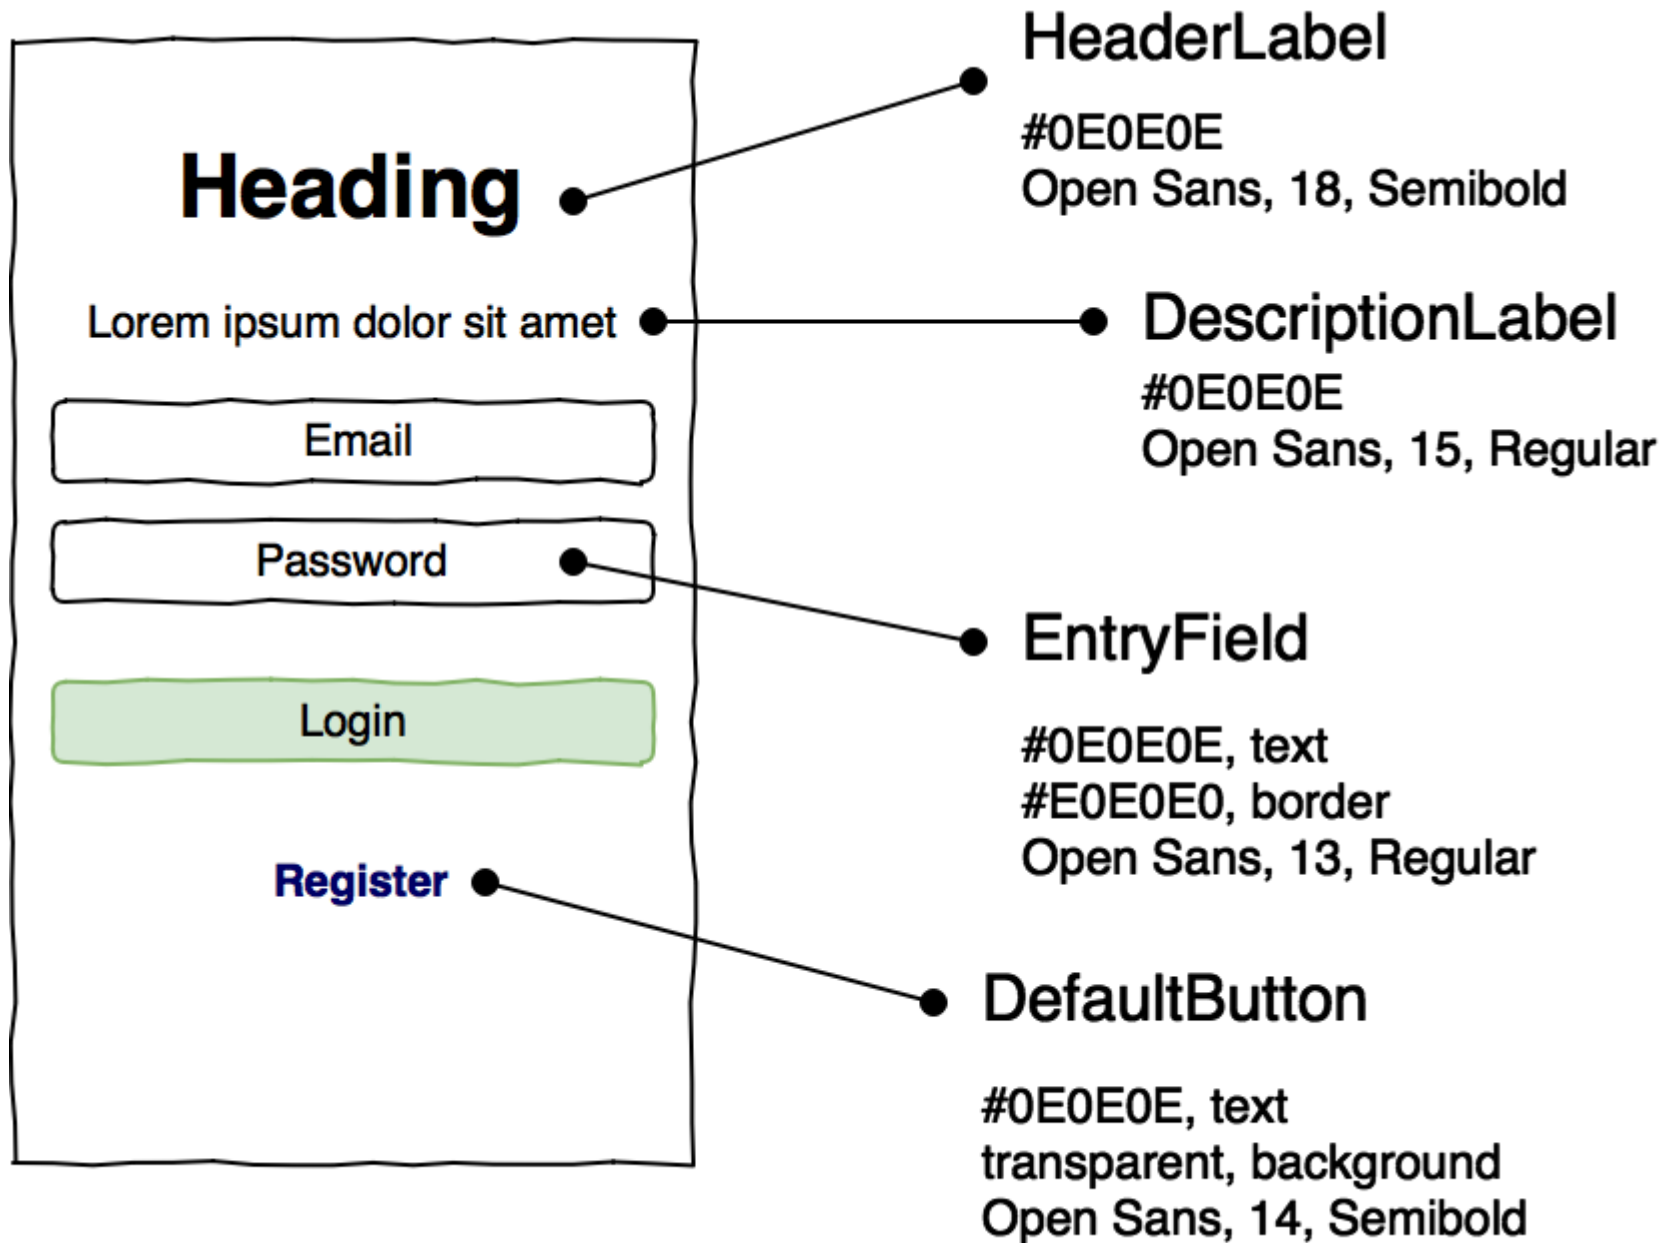 Heading
Lorem ipsum dolor sit amet
Email
Password
Login
Register
HeaderLabel
#0E0E0E
Open Sans, 18, Semibold
DescriptionLabel
#0E0E0E
Open Sans, 15, Regular
EntryField
#0E0E0E, text
#E0E0E0, border
Open Sans, 13, Regular
DefaultButton
#0E0E0E, text
transparent, background
Open Sans, 14, Semibold